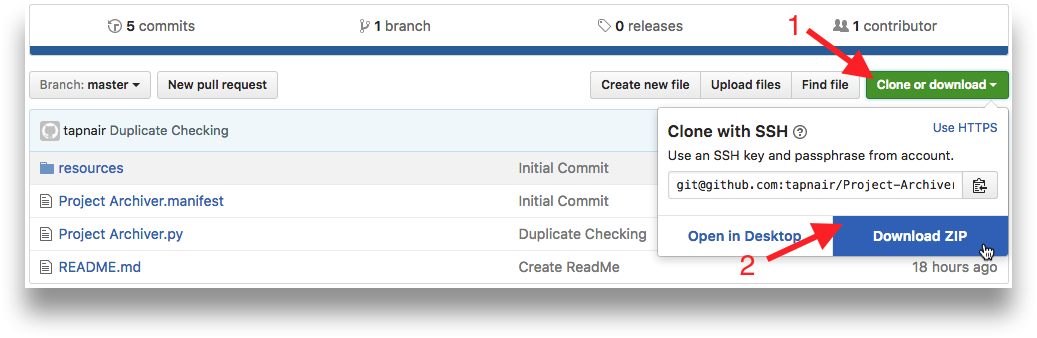 5 commits
1 branch
0 releases
1 contributor
1
Branch: master
New pull request
Create new file
Upload files
Find file
Clone or download
tapnair Duplicate Checking
Clone with SSH
Use HTTPS
Use an SSH key and passphrase from account.
git@github.com:tapnair/Project-Archiver
Open in Desktop
Download ZIP
2
resources
Initial Commit
Project Archiver.manifest
Initial Commit
Project Archiver.py
Duplicate Checking
README.md
Create ReadMe
18 hours ago